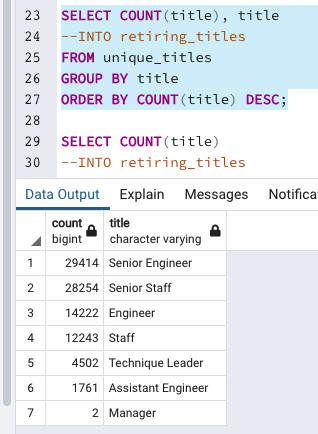 23 SELECT COUNT(title), title
24 --INTO retiring_titles
25 FROM unique_titles
26 GROUP BY title
27 ORDER BY COUNT(title) DESC;
28
29 SELECT COUNT(title)
30 --INTO retiring_titles
Data Output Explain Messages Notifica
count title
bigint character varying
1 29414 Senior Engineer
2 28254 Senior Staff
3 14222 Engineer
4 12243 Staff
5 4502 Technique Leader
6 1761 Assistant Engineer
7 2 Manager